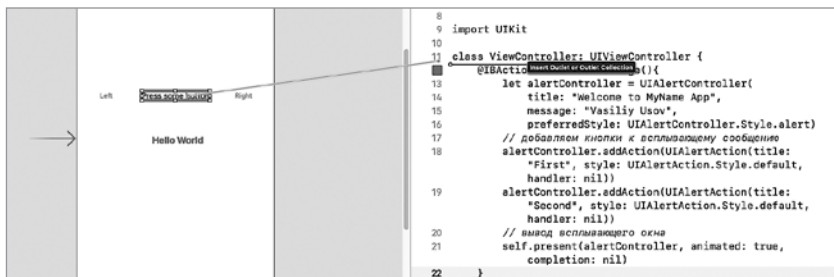 Left
Press some button
Right
Hello World
8
9 import UIKit
10
11 class ViewController: UIViewController {
Insert Outlet or Outlet Collection
@IBActio
(){
13 let alertController = UIAlertController(
14 title: "Welcome to MyName App",
15 message: "Vasiliy Usov",
16 preferredStyle: UIAlertController.Style.alert)
17 // добавляем кнопки к всплывающему сообщению
18 alertController.addAction(UIAlertAction(title:
"First", style: UIAlertAction.Style.default,
handler: nil))
19 alertController.addAction(UIAlertAction(title:
"Second", style: UIAlertAction.Style.default,
handler: nil))
20 // вывод всплывающего окна
21 self.present(alertController, animated: true,
completion: nil)
22 }